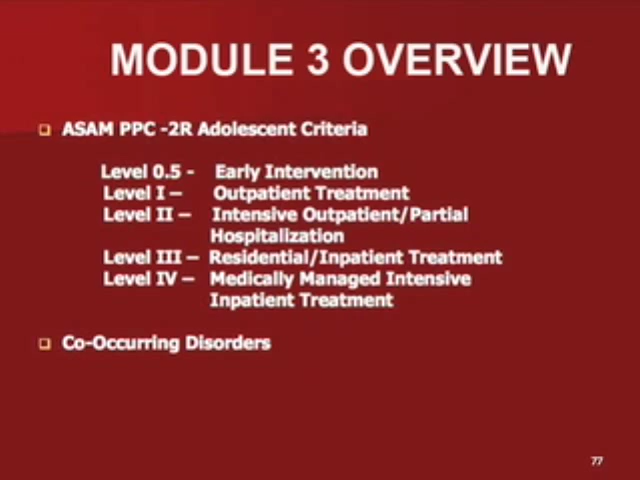 MODULE 3 OVERVIEW
ASAM PPC -2R Adolescent Criteria
Level 0.5 - Early Intervention
Level I – Outpatient Treatment
Level II – Intensive Outpatient/Partial
Hospitalization
Level III – Residential/Inpatient Treatment
Level IV – Medically Managed Intensive
Inpatient Treatment
Co-Occurring Disorders
77